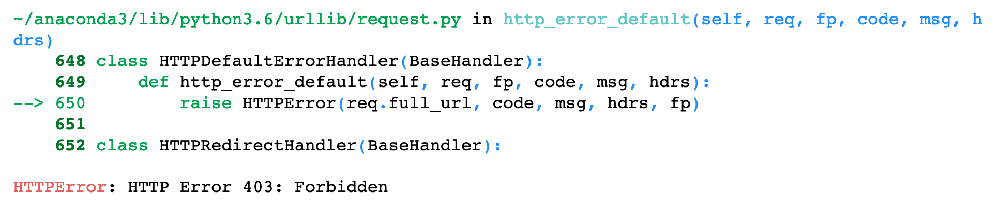 ~/anaconda3/lib/python3.6/urllib/request.py in http_error_default(self, req, fp, code, msg, h
drs)
    648 class HTTPDefaultErrorHandler(BaseHandler):
    649     def http_error_default(self, req, fp, code, msg, hdrs):
--> 650         raise HTTPError(req.full_url, code, msg, hdrs, fp)
    651
    652 class HTTPRedirectHandler(BaseHandler):
HTTPError: HTTP Error 403: Forbidden